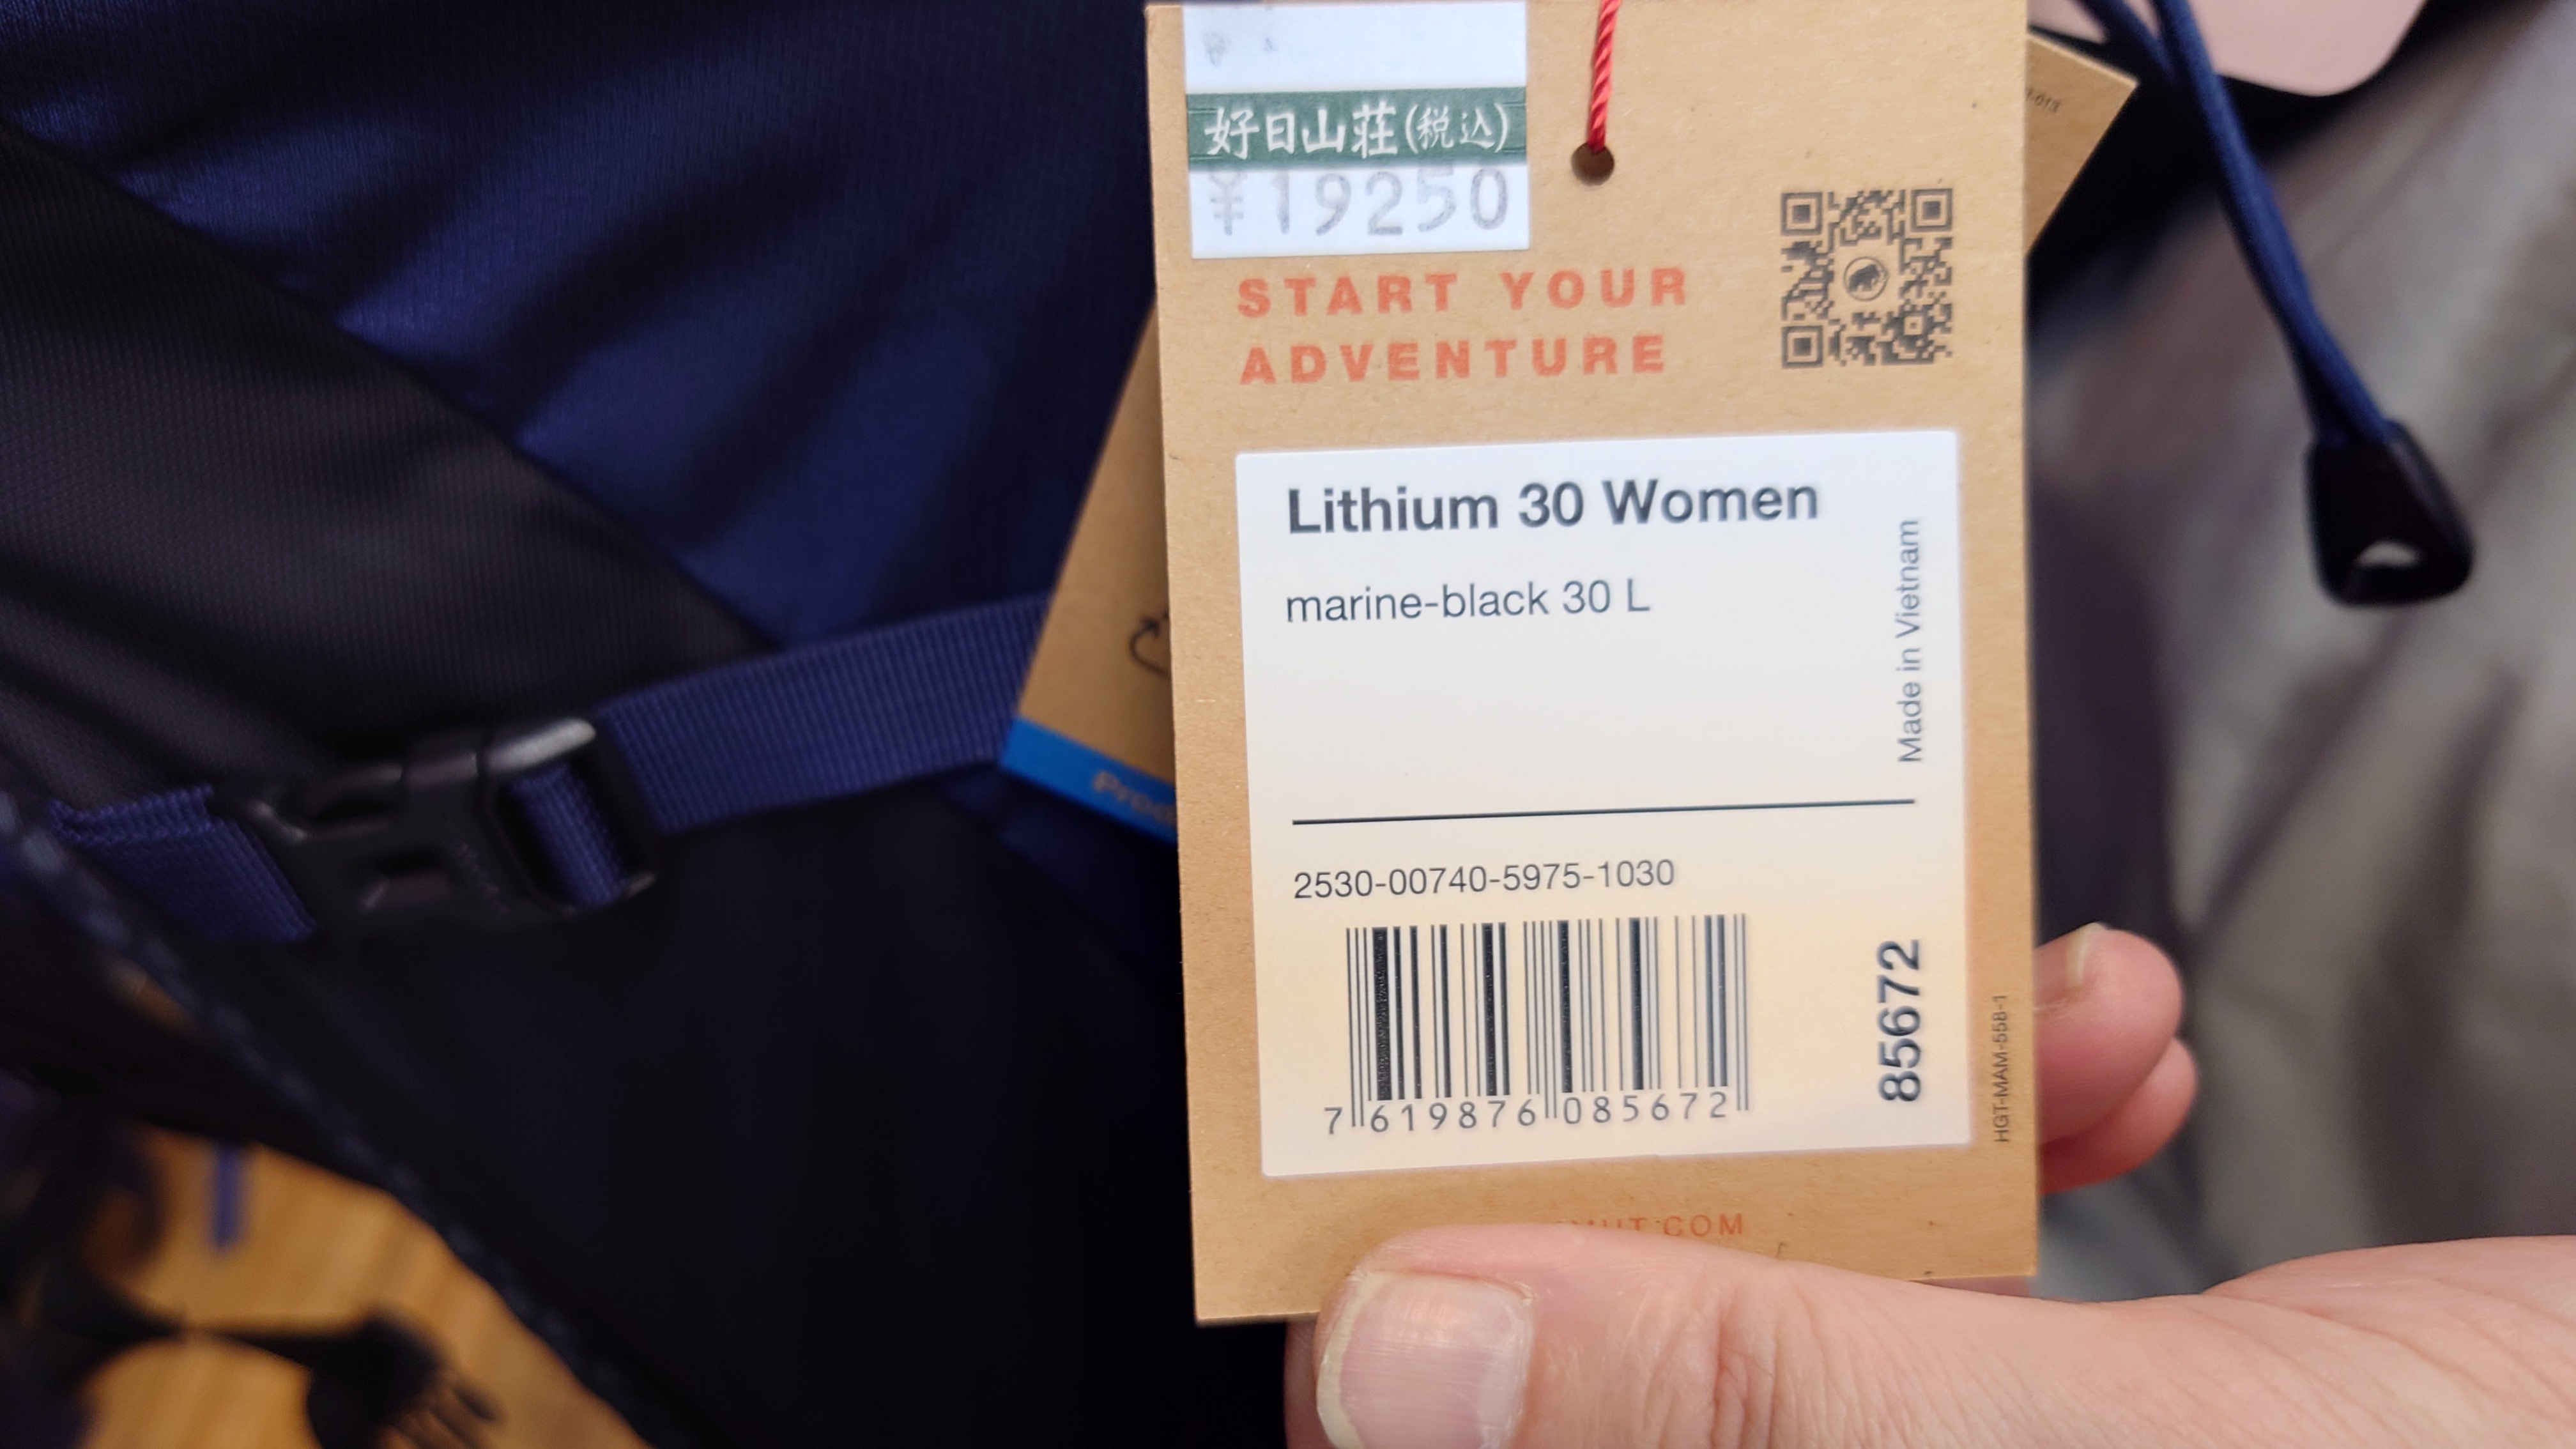 好日山荘(税込)
¥19250
START YOUR
ADVENTURE
Lithium 30 Women
marine-black 30 L
Made in Vietnam
2530-00740-5975-1030
7 619876 085672
85672
HGT-MAM-558-1
.COM